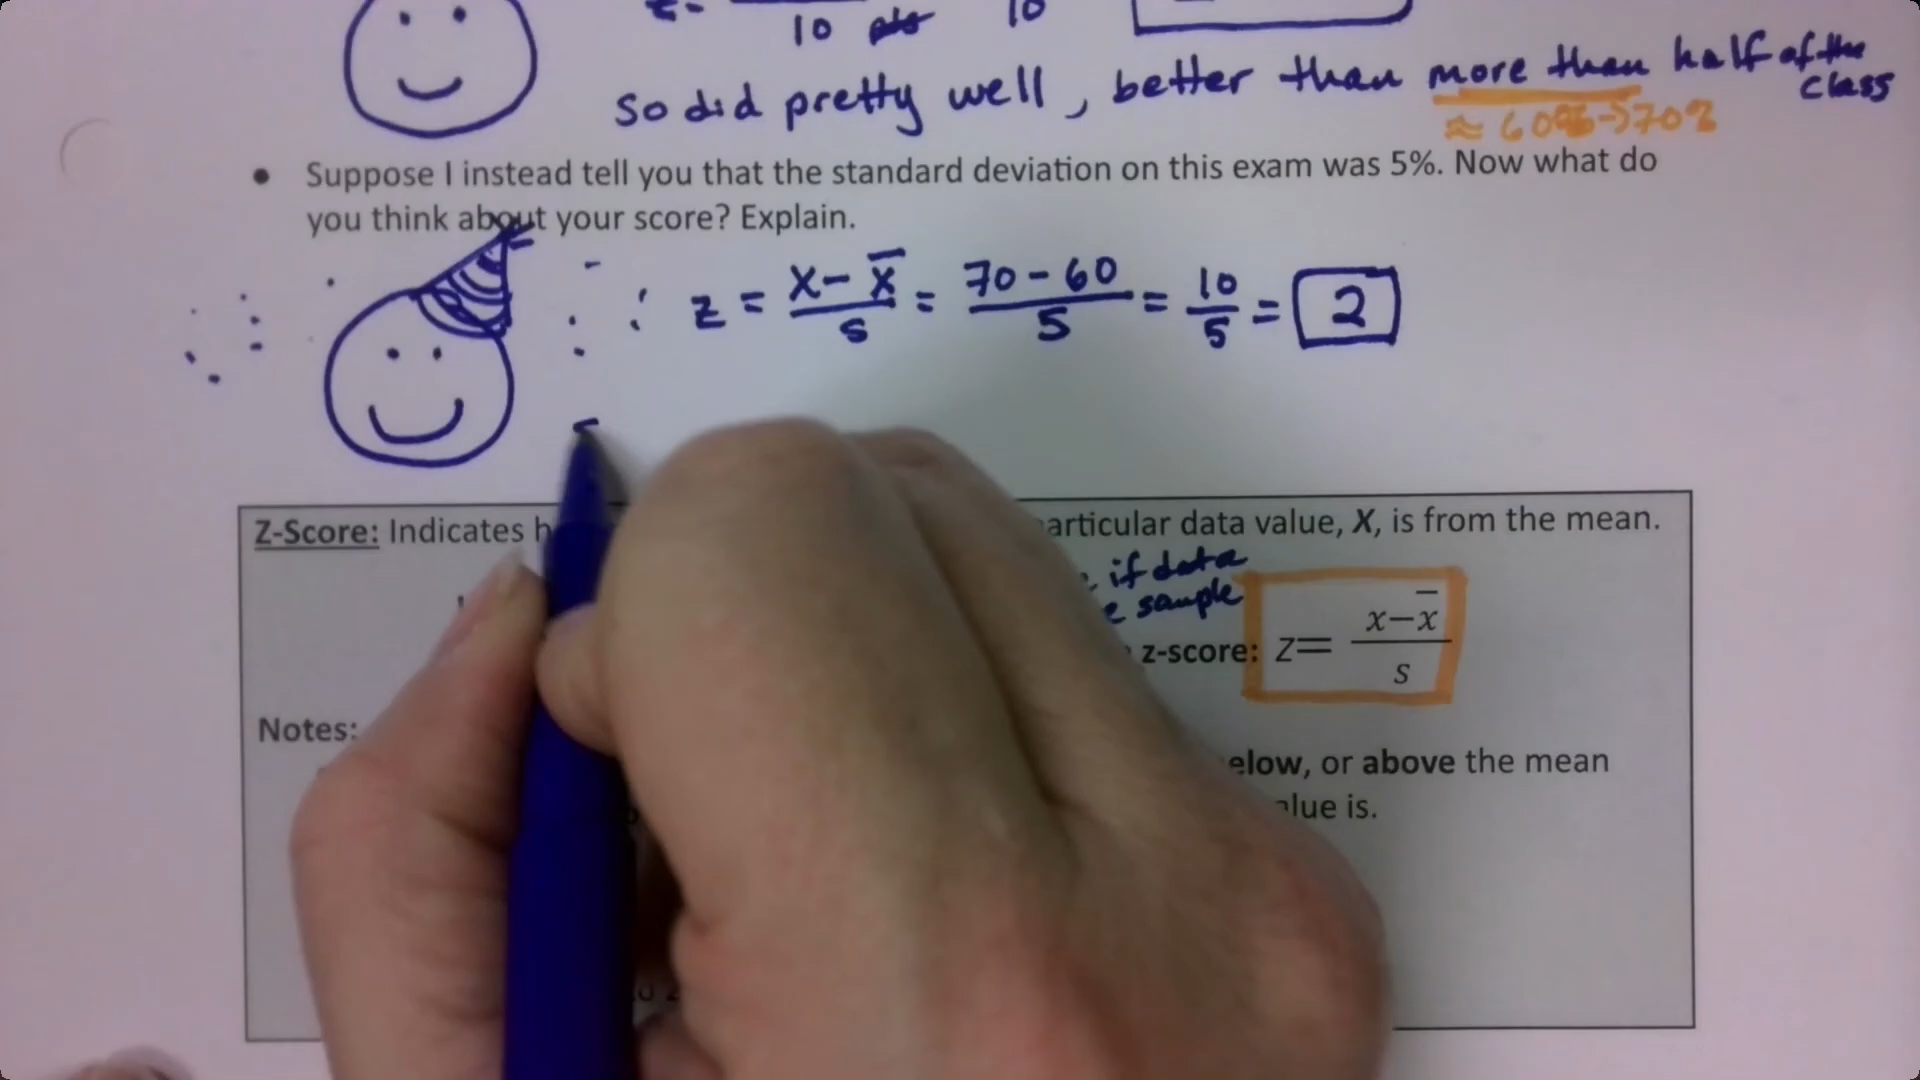 10 pts 10
So did pretty well, better than more than half of the
class
≈ 60%->70%
• Suppose I instead tell you that the standard deviation on this exam was 5%. Now what do
you think about your score? Explain.
z = x - x̄ / s = 70 - 60 / 5 = 10 / 5 = 2
Z-Score: Indicates articular data value, X, is from the mean.
if data
sample
z-score: z= x-x̄ / s
Notes:
elow, or above the mean
alue is.